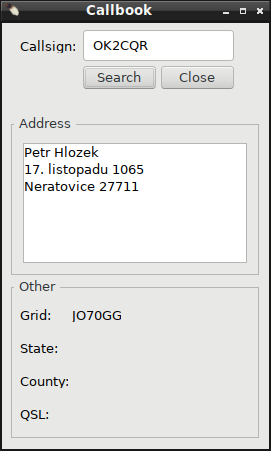 Callbook
Callsign: OK2CQR
Search Close
Address
Petr Hlozek
17. listopadu 1065
Neratovice 27711
Other
Grid: JO70GG
State:
County:
QSL: